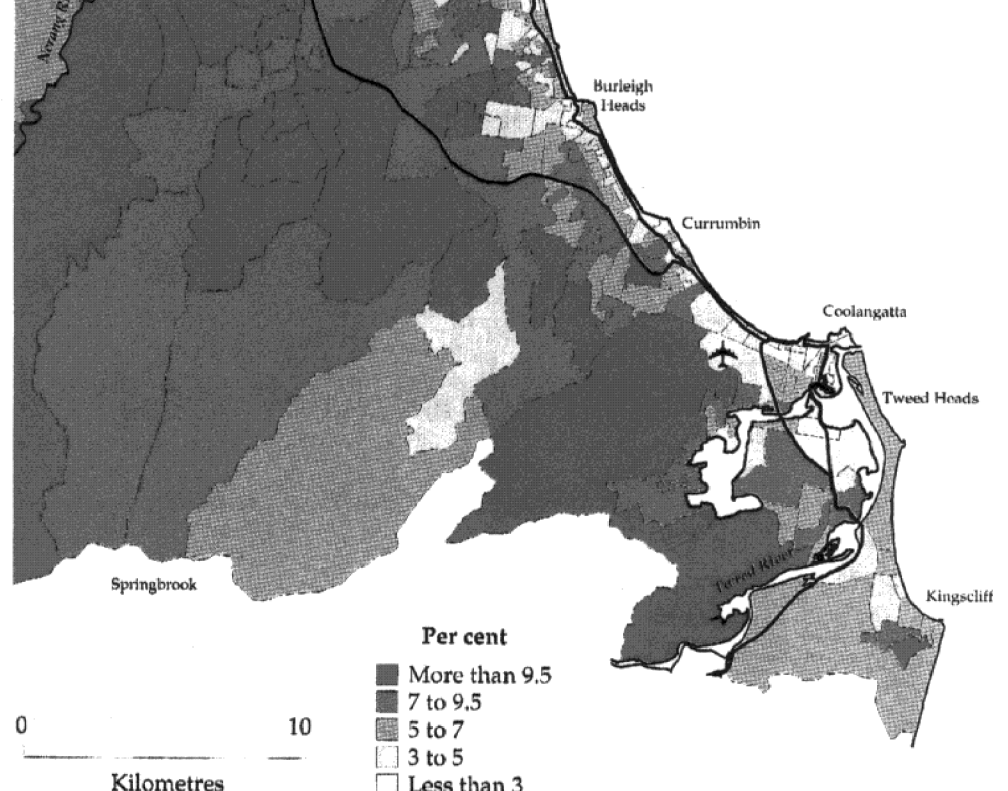 Nerang R
Burleigh
Heads
Currumbin
Coolangatta
Tweed Heads
Tweed River
Springbrook
Kingscliff
Per cent
More than 9.5
7 to 9.5
5 to 7
3 to 5
Less than 3
0 10
Kilometres